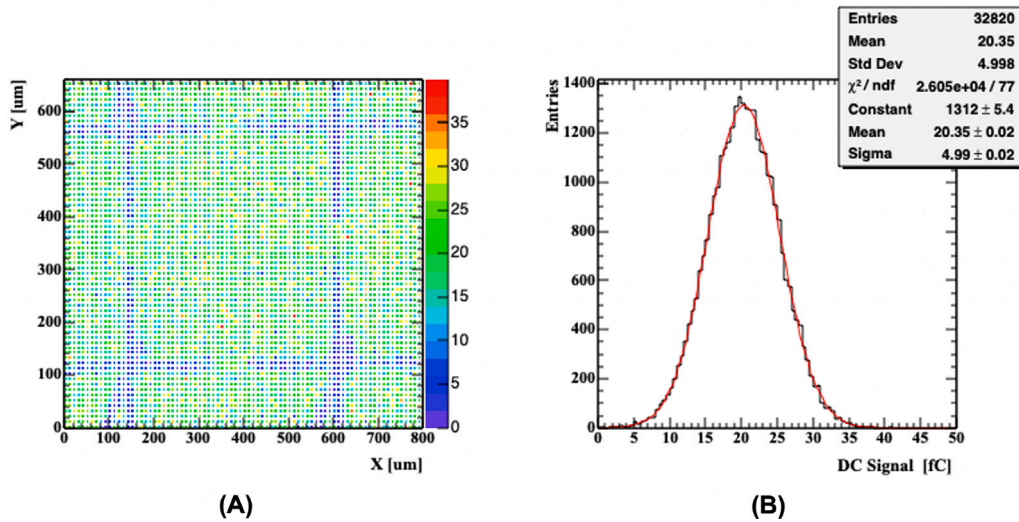 Y [um]
600
500
400
300
200
100
0
0 100 200 300 400 500 600 700 800
X [um]
35
30
25
20
15
10
5
0
(A)
Entries 32820
Mean 20.35
Std Dev 4.998
χ² / ndf 2.605e+04 / 77
Constant 1312 ± 5.4
Mean 20.35 ± 0.02
Sigma 4.99 ± 0.02
Entries
1400
1200
1000
800
600
400
200
0 5 10 15 20 25 30 35 40 45 50
DC Signal [fC]
(B)